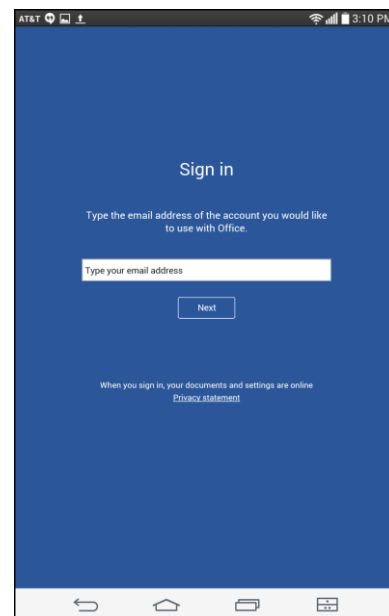 AT&T 3:10 PM
Sign in
Type the email address of the account you would like
to use with Office.
Type your email address
Next
When you sign in, your documents and settings are online
Privacy statement